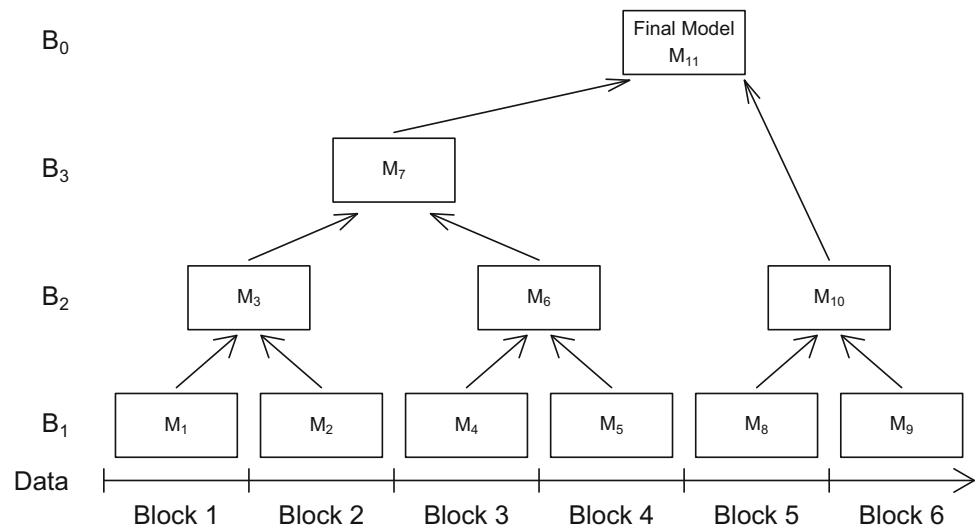 B₀
Final Model
M₁₁
B₃
M₇
B₂
M₃
M₆
M₁₀
B₁
M₁
M₂
M₄
M₅
M₈
M₉
Data
Block 1
Block 2
Block 3
Block 4
Block 5
Block 6